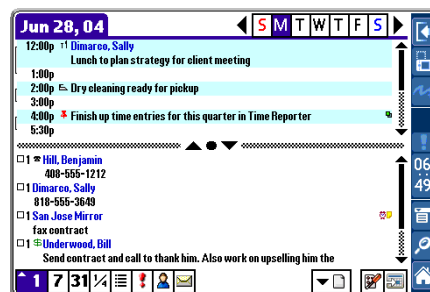 Jun 28, 04 S M T W T F S
12:00p Dimarco, Sally
Lunch to plan strategy for client meeting
1:00p
2:00p Dry cleaning ready for pickup
3:00p
4:00p Finish up time entries for this quarter in Time Reporter
5:30p
1 Hill, Benjamin
408-555-1212
1 Dimarco, Sally
818-555-3649
1 San Jose Mirror
fax contract
1 Underwood, Bill
Send contract and call to thank him. Also work on upselling him the
1 7 31 1/4
06
49